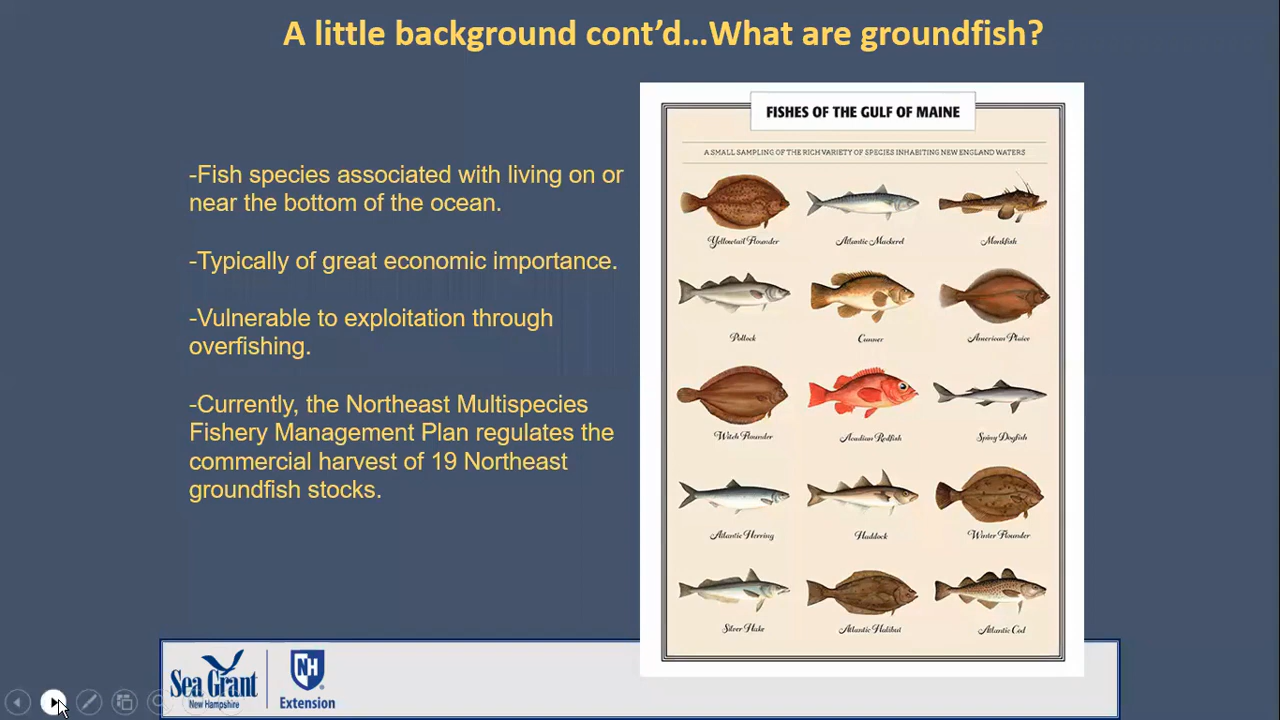 A little background cont’d…What are groundfish?
-Fish species associated with living on or
near the bottom of the ocean.
-Typically of great economic importance.
-Vulnerable to exploitation through
overfishing.
-Currently, the Northeast Multispecies
Fishery Management Plan regulates the
commercial harvest of 19 Northeast
groundfish stocks.
FISHES OF THE GULF OF MAINE
A SMALL SAMPLING OF THE RICH VARIETY OF SPECIES INHABITING NEW ENGLAND WATERS
Yellowtail Flounder
Atlantic Mackerel
Monkfish
Pollock
Cunner
American Plaice
Witch Flounder
Acadian Redfish
Spiny Dogfish
Atlantic Herring
Haddock
Winter Flounder
Silver Hake
Atlantic Halibut
Atlantic Cod
Sea Grant
New Hampshire
NH
Extension